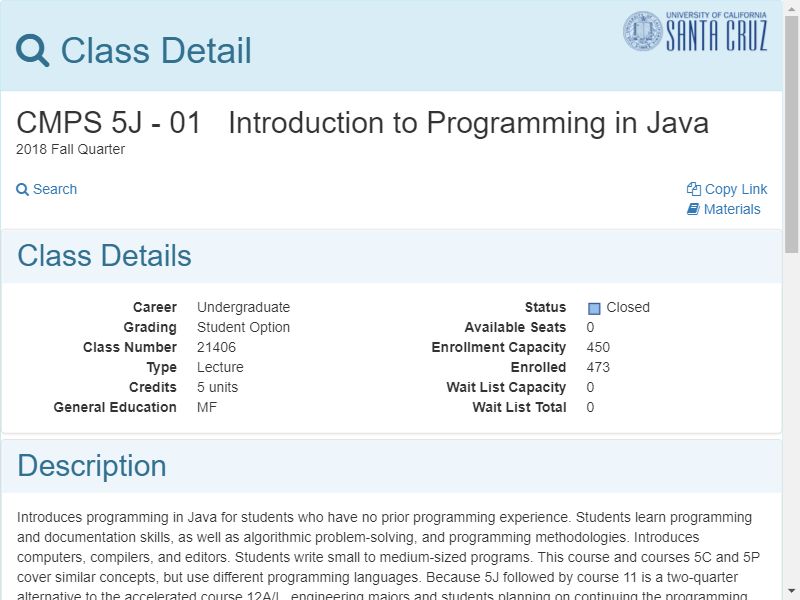 Class Detail
UNIVERSITY OF CALIFORNIA
SANTA CRUZ
CMPS 5J - 01 Introduction to Programming in Java
2018 Fall Quarter
Search
Copy Link
Materials
Class Details
Career Undergraduate
Grading Student Option
Class Number 21406
Type Lecture
Credits 5 units
General Education MF
Status Closed
Available Seats 0
Enrollment Capacity 450
Enrolled 473
Wait List Capacity 0
Wait List Total 0
Description
Introduces programming in Java for students who have no prior programming experience. Students learn programming
and documentation skills, as well as algorithmic problem-solving, and programming methodologies. Introduces
computers, compilers, and editors. Students write small to medium-sized programs. This course and courses 5C and 5P
cover similar concepts, but use different programming languages. Because 5J followed by course 11 is a two-quarter
alternative to the accelerated course 12A/L, engineering majors and students planning on continuing the programming